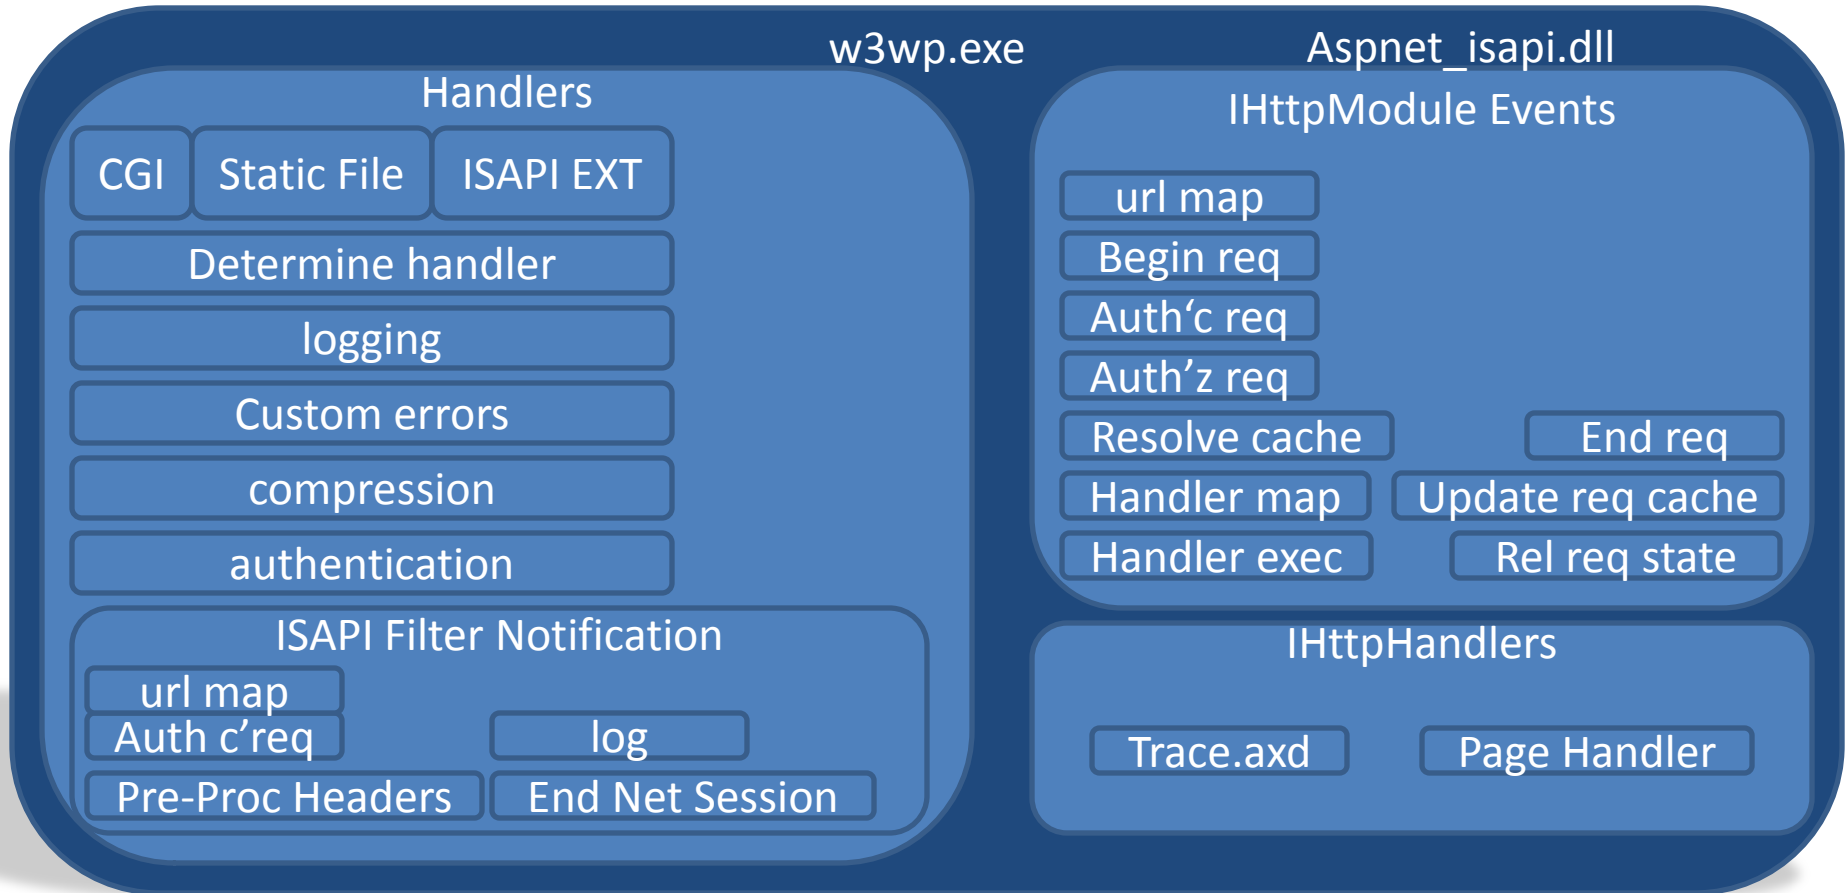 w3wp.exe
Aspnet_isapi.dll
Handlers
CGI
Static File
ISAPI EXT
Determine handler
logging
Custom errors
compression
authentication
ISAPI Filter Notification
url map
Auth c’req
log
Pre-Proc Headers
End Net Session
IHttpModule Events
url map
Begin req
Auth‘c req
Auth’z req
Resolve cache
End req
Handler map
Update req cache
Handler exec
Rel req state
IHttpHandlers
Trace.axd
Page Handler